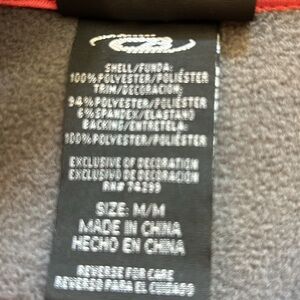 SHELL/FUNDA:
100% POLYESTER/POLIÉSTER
TRIM/DECORACIÓN:
94% POLYESTER/POLIÉSTER
6% SPANDEX/ELASTANO
BACKING/ENTRETELA:
100% POLYESTER/POLIÉSTER
EXCLUSIVE OF DECORATION
EXCLUSIVO DE DECORACIÓN
RN# 74299
SIZE: M/M
MADE IN CHINA
HECHO EN CHINA
REVERSE FOR CARE
REVERSO PARA EL CUIDADO